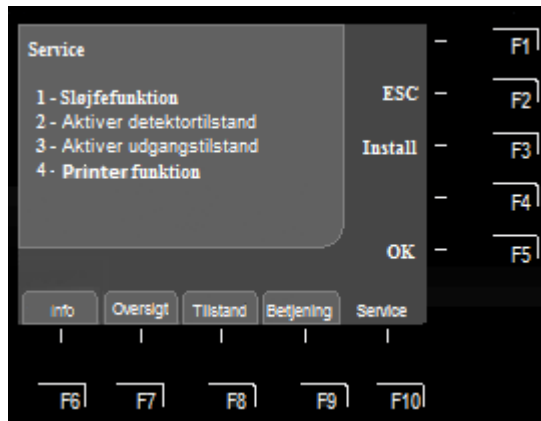 Service
1 - Sløjfefunktion
2 - Aktiver detektortilstand
3 - Aktiver udgangstilstand
4 - Printer funktion
ESC
Install
OK
F1
F2
F3
F4
F5
Info Oversigt Tilstand Betjening Service
F6 F7 F8 F9 F10